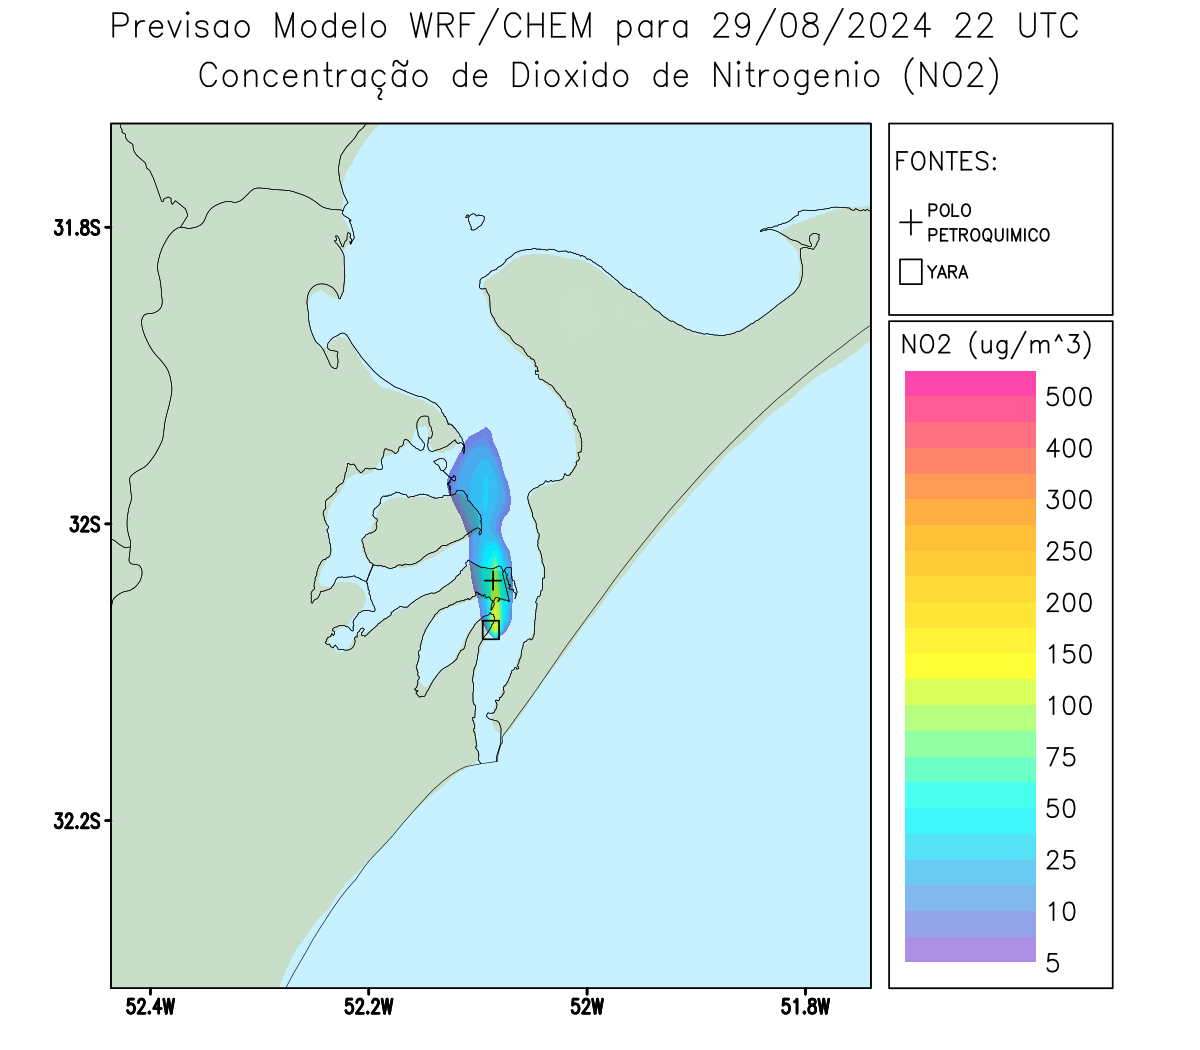 Previsao Modelo WRF/CHEM para 29/08/2024 22 UTC
Concentração de Dioxido de Nitrogenio (NO2)
FONTES:
POLO
PETROQUIMICO
YARA
31.8S
32S
32.2S
52.4W
52.2W
52W
51.8W
NO2 (ug/m^3)
500
400
300
250
200
150
100
75
50
25
10
5